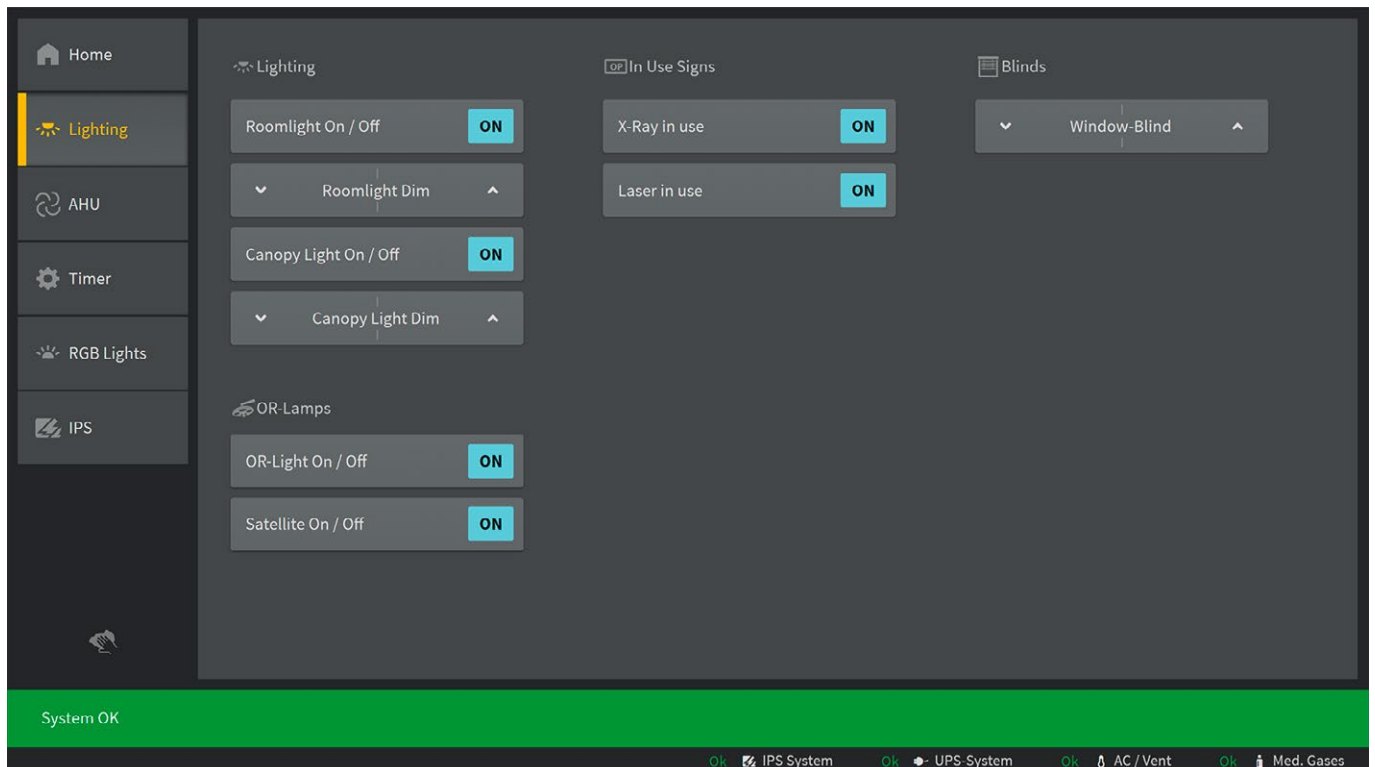 Home
Lighting
AHU
Timer
RGB Lights
IPS
Lighting
Roomlight On / Off ON
Roomlight Dim
Canopy Light On / Off ON
Canopy Light Dim
OR-Lamps
OR-Light On / Off ON
Satellite On / Off ON
OP In Use Signs
X-Ray in use ON
Laser in use ON
Blinds
Window-Blind
System OK
Ok IPS System Ok UPS-System Ok AC / Vent Ok Med. Gases